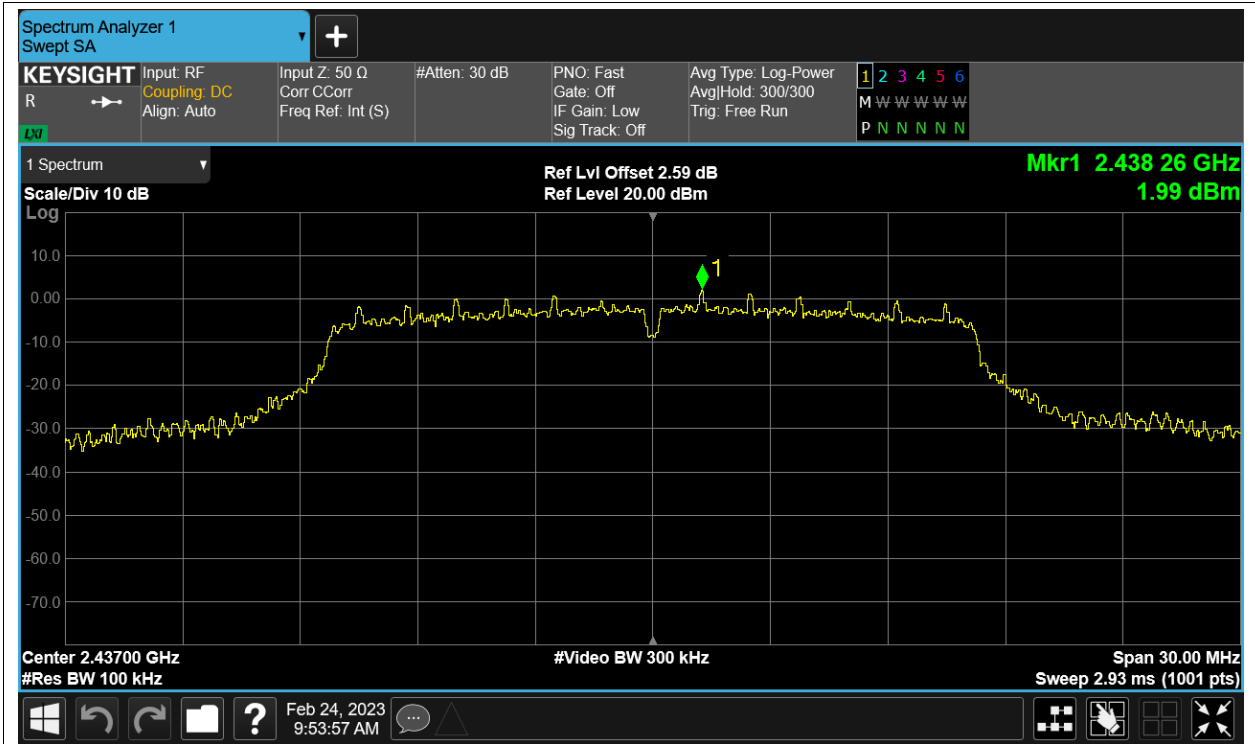 Spectrum Analyzer 1
Swept SA
+
KEYSIGHT
R
LXI
Input: RF
Coupling: DC
Align: Auto
Input Z: 50 Ω
Corr CCorr
Freq Ref: Int (S)
#Atten: 30 dB
PNO: Fast
Gate: Off
IF Gain: Low
Sig Track: Off
Avg Type: Log-Power
Avg|Hold: 300/300
Trig: Free Run
1 2 3 4 5 6
M W W W W W
P N N N N N
1 Spectrum
Scale/Div 10 dB
Log
Ref Lvl Offset 2.59 dB
Ref Level 20.00 dBm
Mkr1 2.438 26 GHz
1.99 dBm
10.0
0.00
-10.0
-20.0
-30.0
-40.0
-50.0
-60.0
-70.0
1
Center 2.43700 GHz
#Res BW 100 kHz
#Video BW 300 kHz
Span 30.00 MHz
Sweep 2.93 ms (1001 pts)
?
Feb 24, 2023
9:53:57 AM